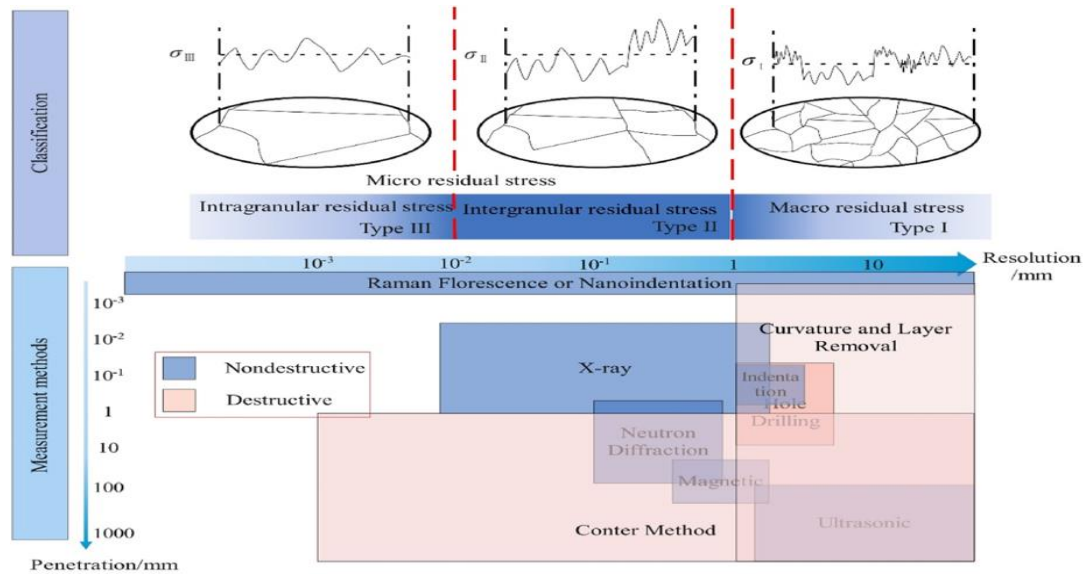 Classification
σIII
σII
σI
Micro residual stress
Intragranular residual stress
Type III
Intergranular residual stress
Type II
Macro residual stress
Type I
10-3
10-2
10-1
1
10
Resolution
/mm
Measurement methods
Raman Florescence or Nanoindentation
10-3
10-2
10-1
1
10
100
1000
Penetration/mm
Nondestructive
Destructive
X-ray
Curvature and Layer
Removal
Indenta
tion
Hole
Drilling
Neutron
Diffraction
Magnetic
Conter Method
Ultrasonic